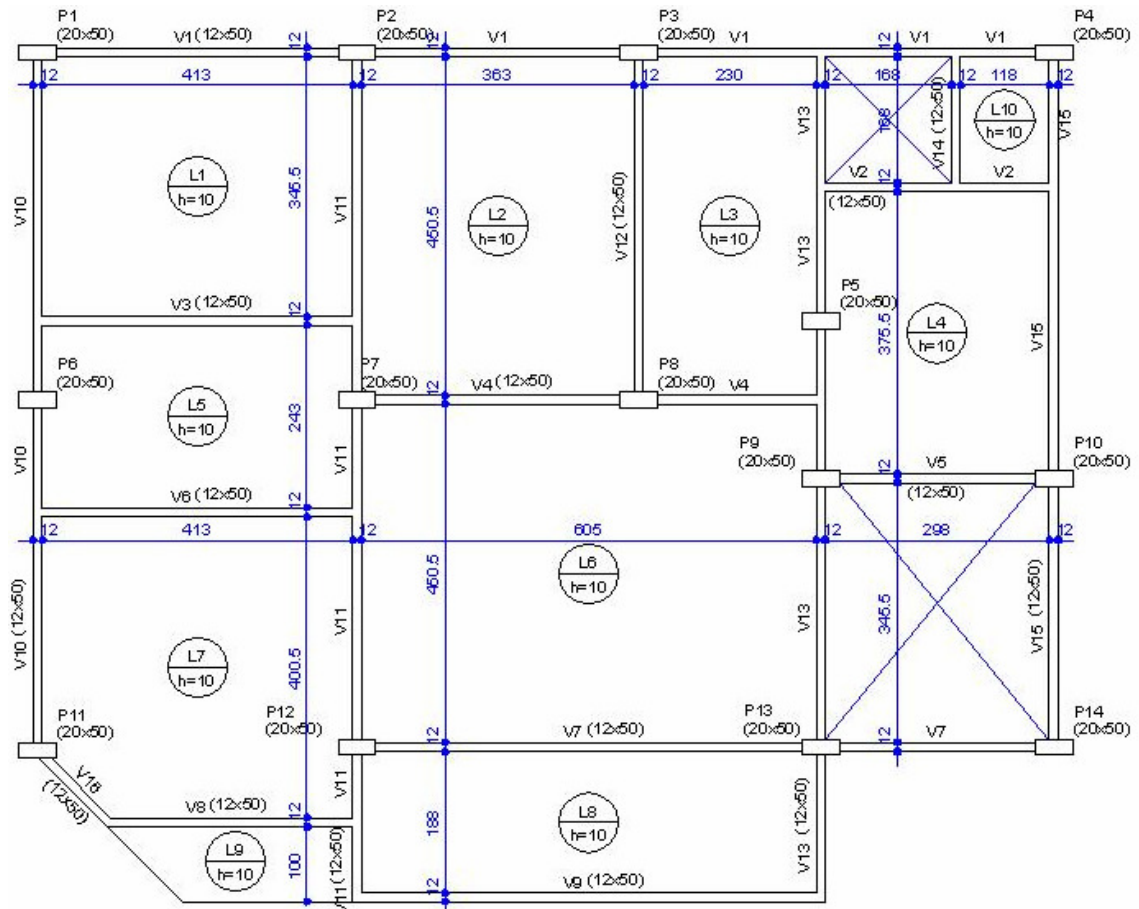 P1
(20x50)
V1 (12x50)
12
P2
(20x50)
12
V1
P3
(20x50)
V1
12
V1
V1
P4
(20x50)
12
413
12
363
12
230
12
168
12
118
12
V10
L1
h=10
345.5
V11
450.5
L2
h=10
V12 (12x50)
L3
h=10
V13
V14 (12x50)
L10
h=10
V15
V2
12
V2
(12x50)
V13
V3 (12x50)
12
P5
(20x50)
L4
h=10
375.5
V15
P6
(20x50)
P7
(20x50)
12
V4 (12x50)
P8
(20x50)
V4
L5
h=10
243
V10
V11
P9
(20x50)
12
V5
(12x50)
P10
(20x50)
V6 (12x50)
12
12
413
12
605
12
298
12
V10 (12x50)
V11
450.5
L6
h=10
V13
345.5
V15 (12x50)
L7
h=10
400.5
P11
(20x50)
P12
(20x50)
12
V7 (12x50)
P13
(20x50)
12
V7
P14
(20x50)
V16
(12x50)
V11
V8 (12x50)
12
188
L8
h=10
V13 (12x50)
L9
h=10
100
V11 (12x50)
12
V9 (12x50)